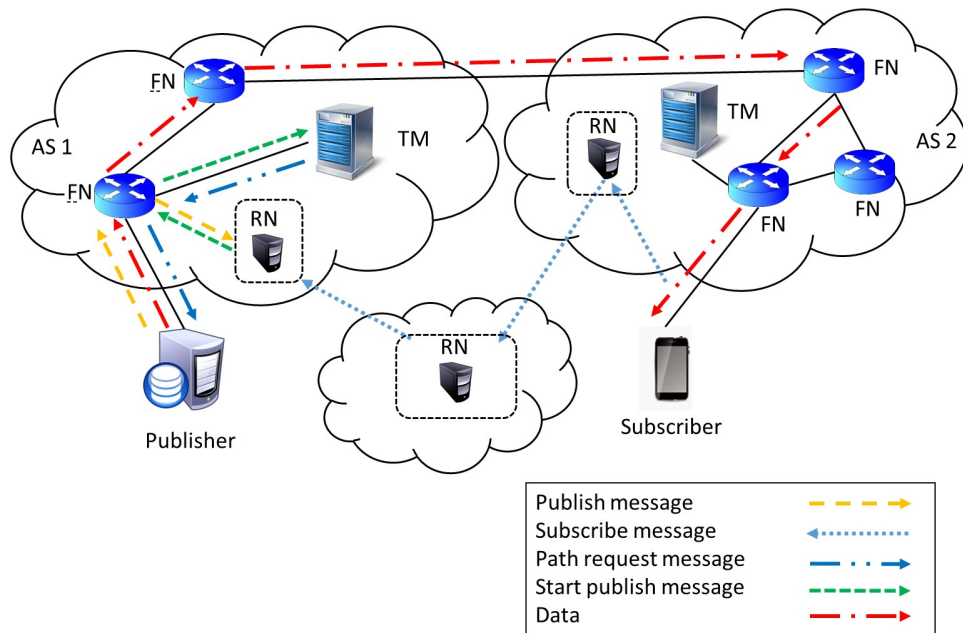 FN
FN
RN
TM
TM
AS 1
AS 2
FN
RN
FN
FN
RN
Publisher
Subscriber
Publish message
Subscribe message
Path request message
Start publish message
Data